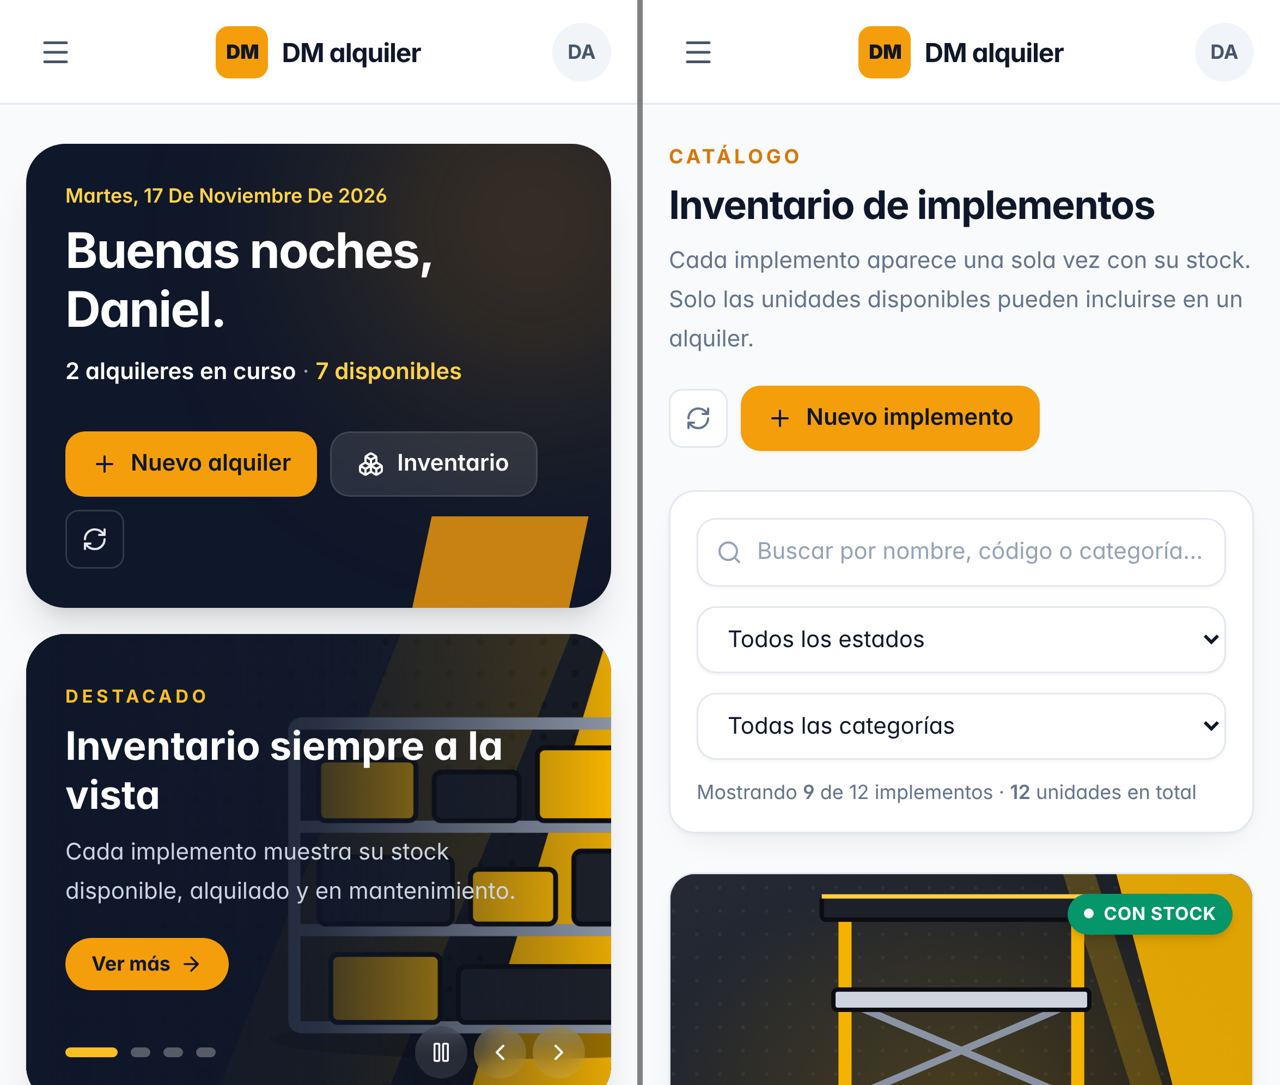 DM DM alquiler DA
Martes, 17 De Noviembre De 2026
Buenas noches,
Daniel.
2 alquileres en curso · 7 disponibles
+ Nuevo alquiler
Inventario
DESTACADO
Inventario siempre a la
vista
Cada implemento muestra su stock
disponible, alquilado y en mantenimiento.
Ver más →
DM DM alquiler DA
CATÁLOGO
Inventario de implementos
Cada implemento aparece una sola vez con su stock.
Solo las unidades disponibles pueden incluirse en un
alquiler.
+ Nuevo implemento
Buscar por nombre, código o categoría...
Todos los estados
Todas las categorías
Mostrando 9 de 12 implementos · 12 unidades en total
CON STOCK